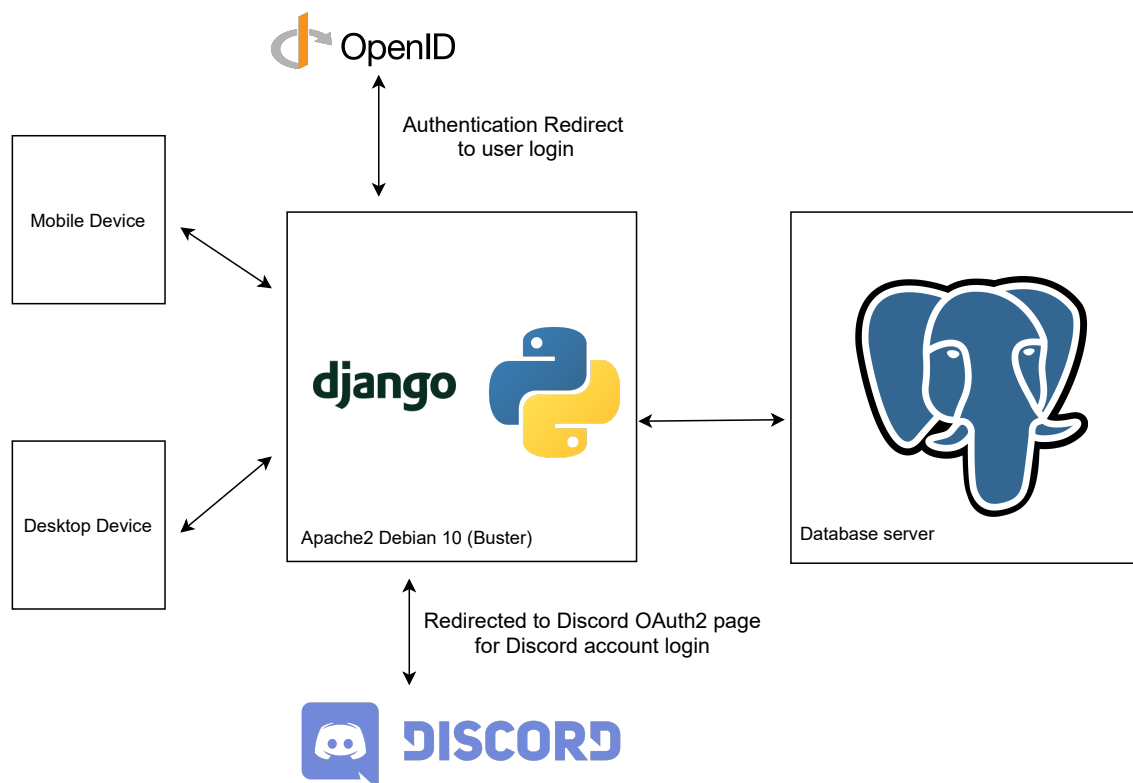 OpenID
Authentication Redirect
to user login
Mobile Device
django
Desktop Device
Apache2 Debian 10 (Buster)
Database server
Redirected to Discord OAuth2 page
for Discord account login
DISCORD